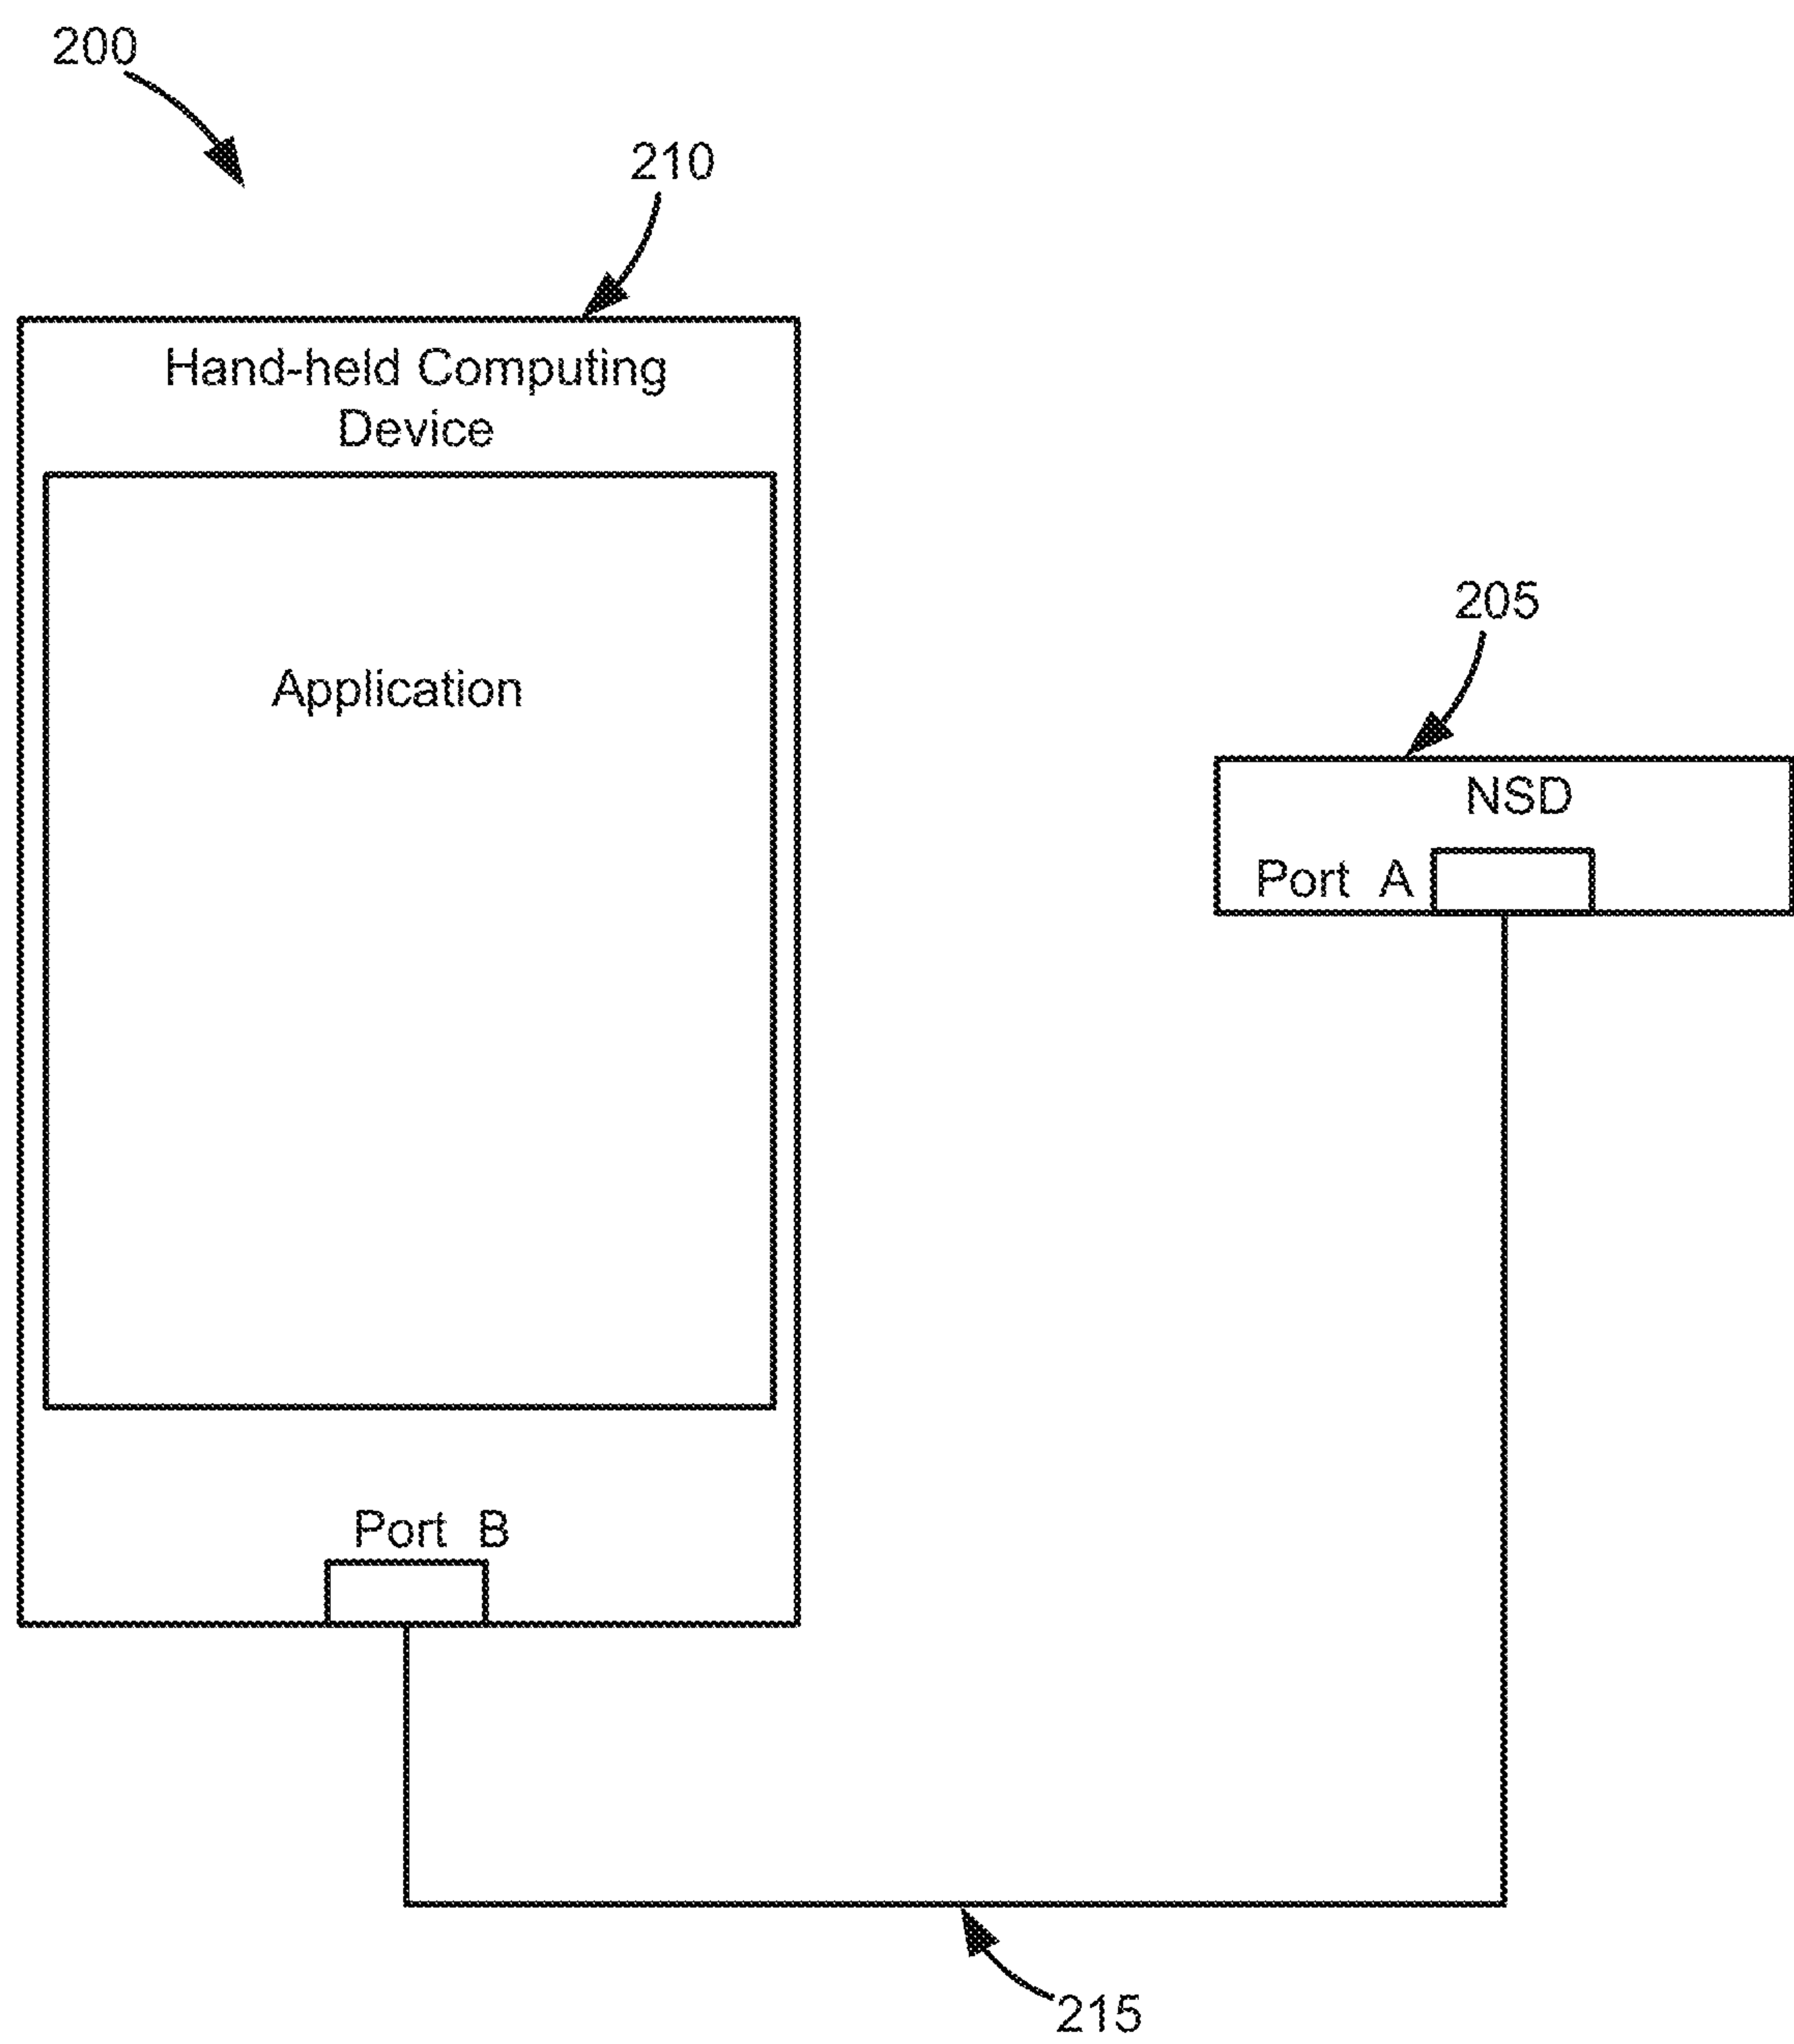 200
210
Hand-held Computing
Device
Application
205
NSD
Port A
Port B
215